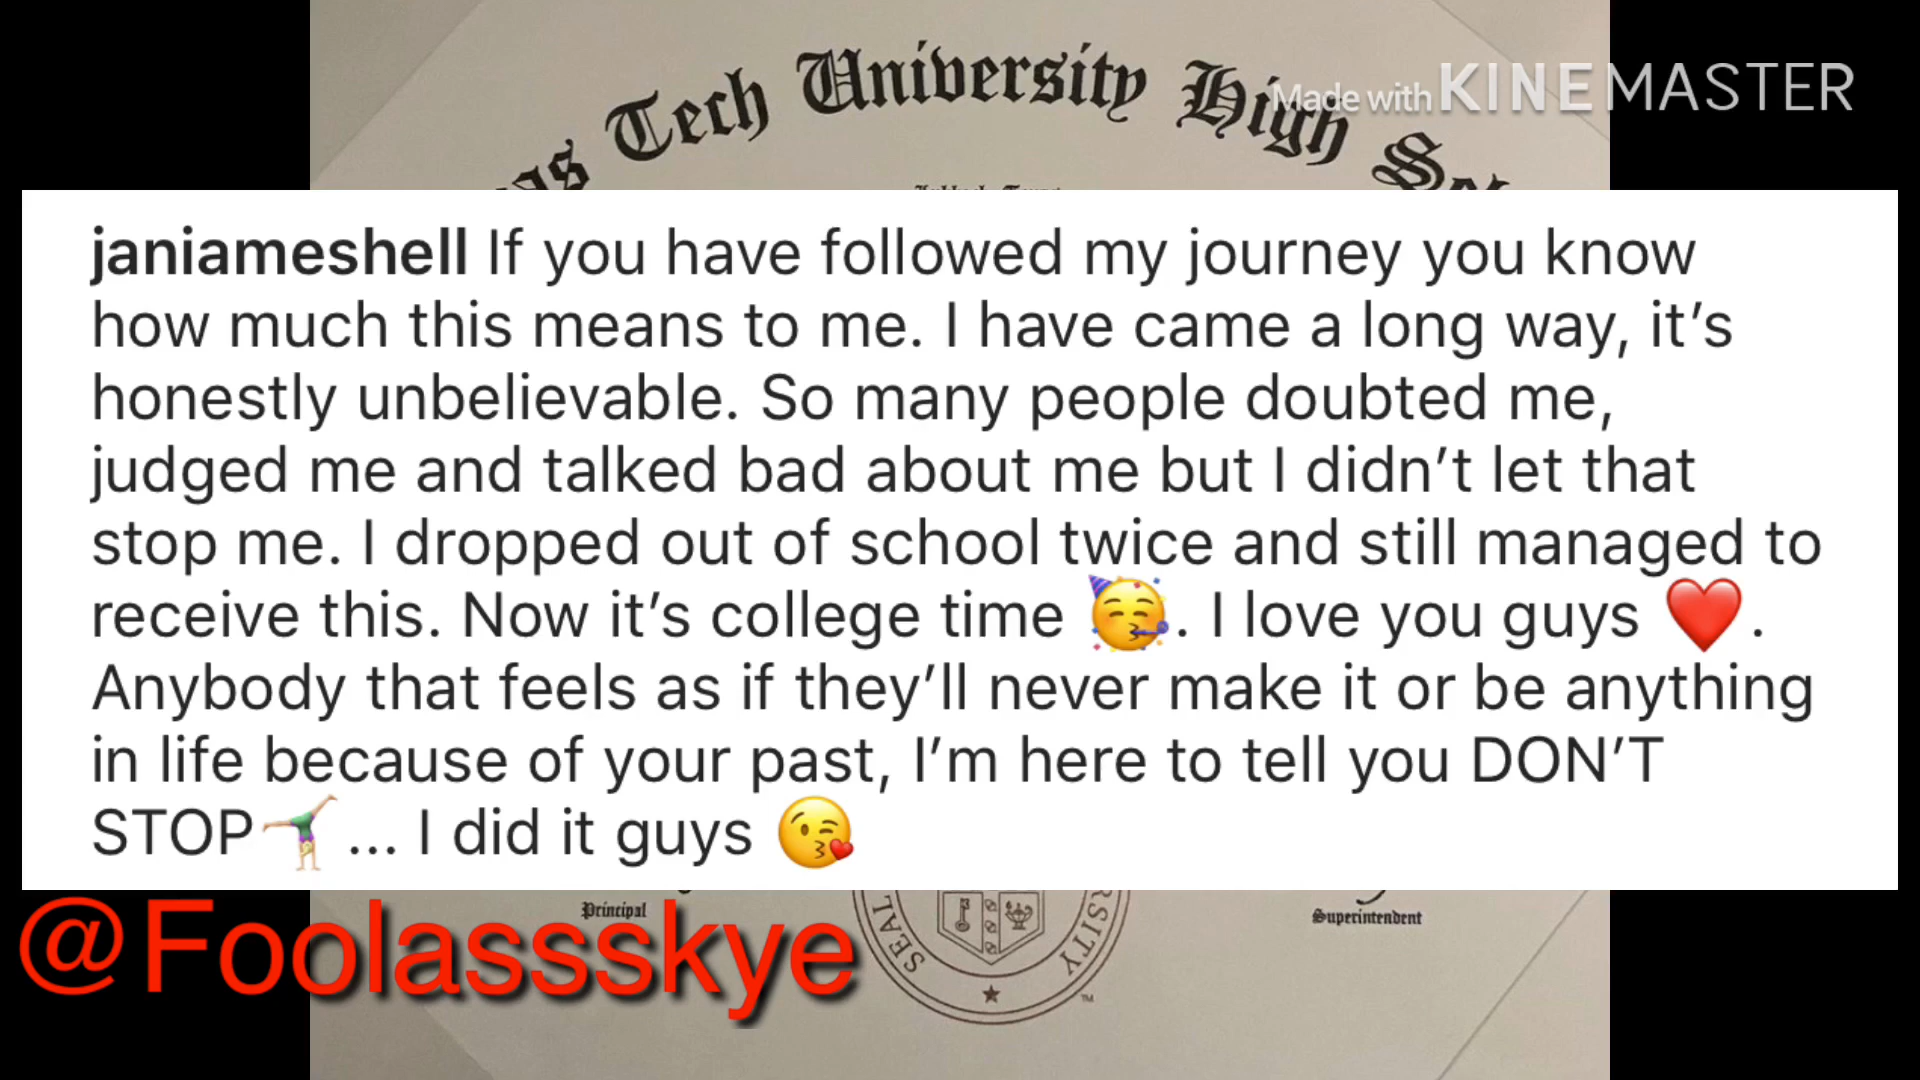 Tech University High
Made with KINEMASTER
janiameshell If you have followed my journey you know
how much this means to me. I have came a long way, it’s
honestly unbelievable. So many people doubted me,
judged me and talked bad about me but I didn’t let that
stop me. I dropped out of school twice and still managed to
receive this. Now it’s college time 🥳. I love you guys ❤️.
Anybody that feels as if they’ll never make it or be anything
in life because of your past, I’m here to tell you DON’T
STOP🤸🏼‍♀️... I did it guys 😘
Principal
Superintendent
SEAL
@Foolassskye
TM